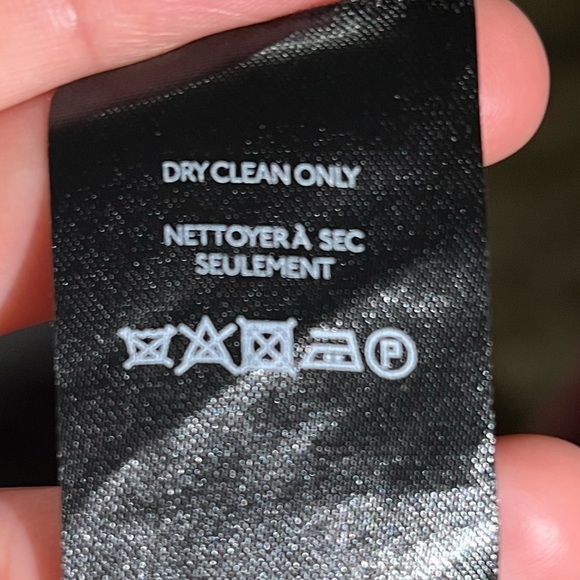 DRY CLEAN ONLY
NETTOYER À SEC
SEULEMENT
P